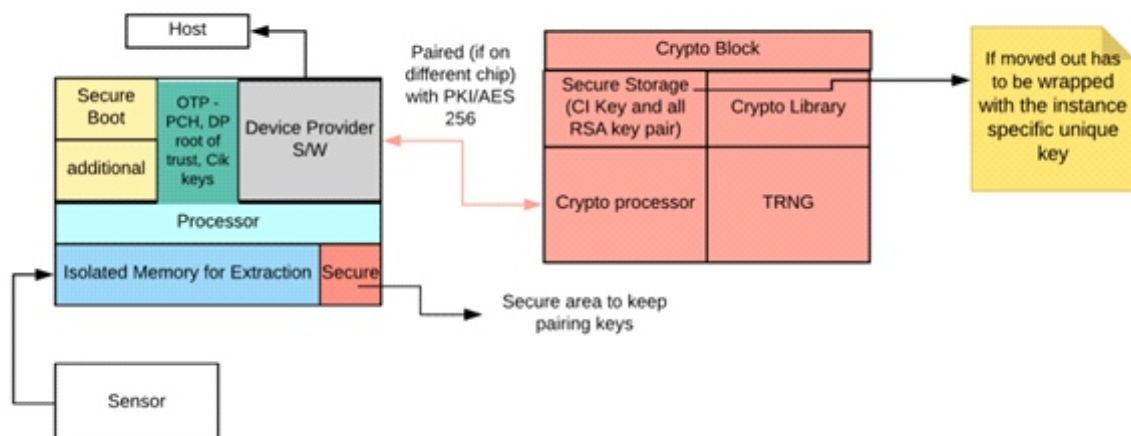 Host
Secure
Boot
additional
OTP -
PCH, DP
root of
trust, Cik
keys
Device Provider
S/W
Processor
Isolated Memory for Extraction
Secure
Sensor
Paired (if on
different chip)
with PKI/AES
256
Secure area to keep
pairing keys
Crypto Block
Secure Storage
(CI Key and all
RSA key pair)
Crypto Library
Crypto processor
TRNG
If moved out has
to be wrapped
with the instance
specific unique
key